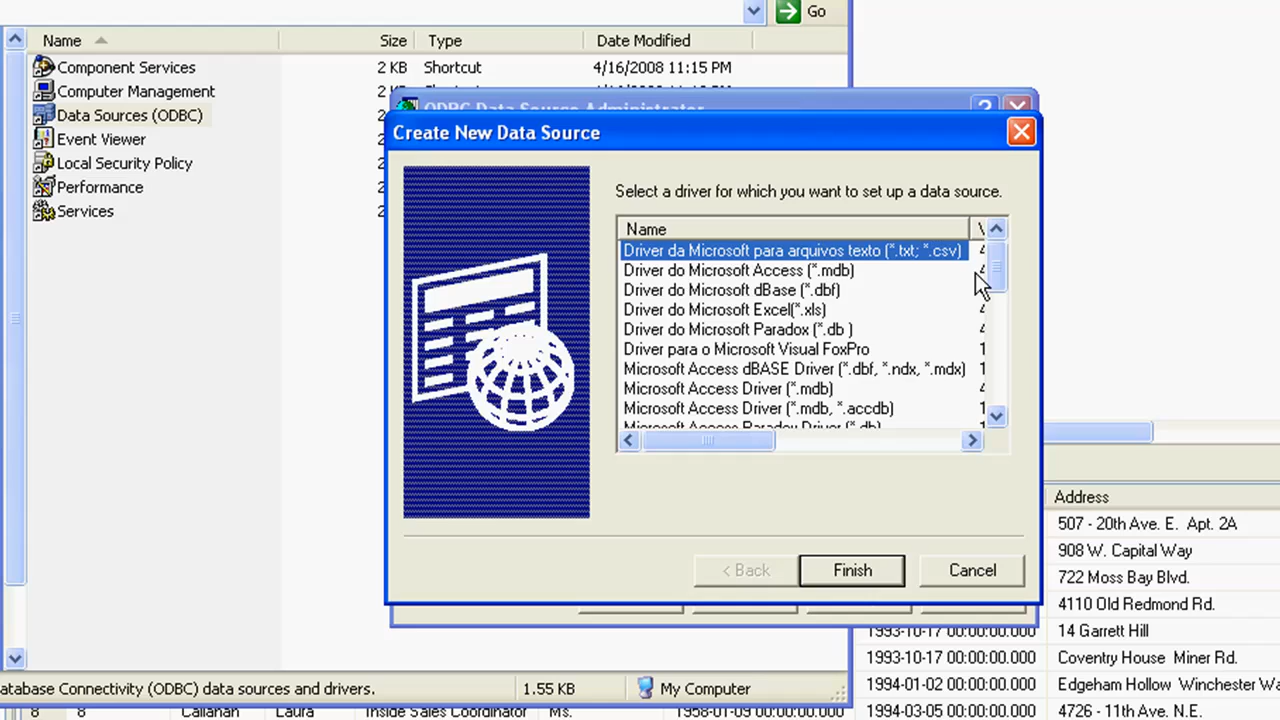 Go
Name Size Type Date Modified
Component Services 2 KB Shortcut 4/16/2008 11:15 PM
Computer Management
Data Sources (ODBC)
Event Viewer
Local Security Policy
Performance
Services
ODBC Data Source Administrator
Create New Data Source
Select a driver for which you want to set up a data source.
Name
Driver da Microsoft para arquivos texto (*.txt; *.csv)
Driver do Microsoft Access (*.mdb)
Driver do Microsoft dBase (*.dbf)
Driver do Microsoft Excel(*.xls)
Driver do Microsoft Paradox (*.db )
Driver para o Microsoft Visual FoxPro
Microsoft Access dBASE Driver (*.dbf, *.ndx, *.mdx)
Microsoft Access Driver (*.mdb)
Microsoft Access Driver (*.mdb, *.accdb)
Microsoft Access Paradox Driver (*.db)
< Back Finish Cancel
Address
507 - 20th Ave. E. Apt. 2A
908 W. Capital Way
722 Moss Bay Blvd.
4110 Old Redmond Rd.
1993-10-17 00:00:00.000 14 Garrett Hill
1993-10-17 00:00:00.000 Coventry House Miner Rd.
1994-01-02 00:00:00.000 Edgeham Hollow Winchester Wa
1994-03-05 00:00:00.000 4726 - 11th Ave. N.E.
atabase Connectivity (ODBC) data sources and drivers. 1.55 KB My Computer
8 8 Callahan Laura Inside Sales Coordinator Ms. 1958-01-09 00:00:00.000